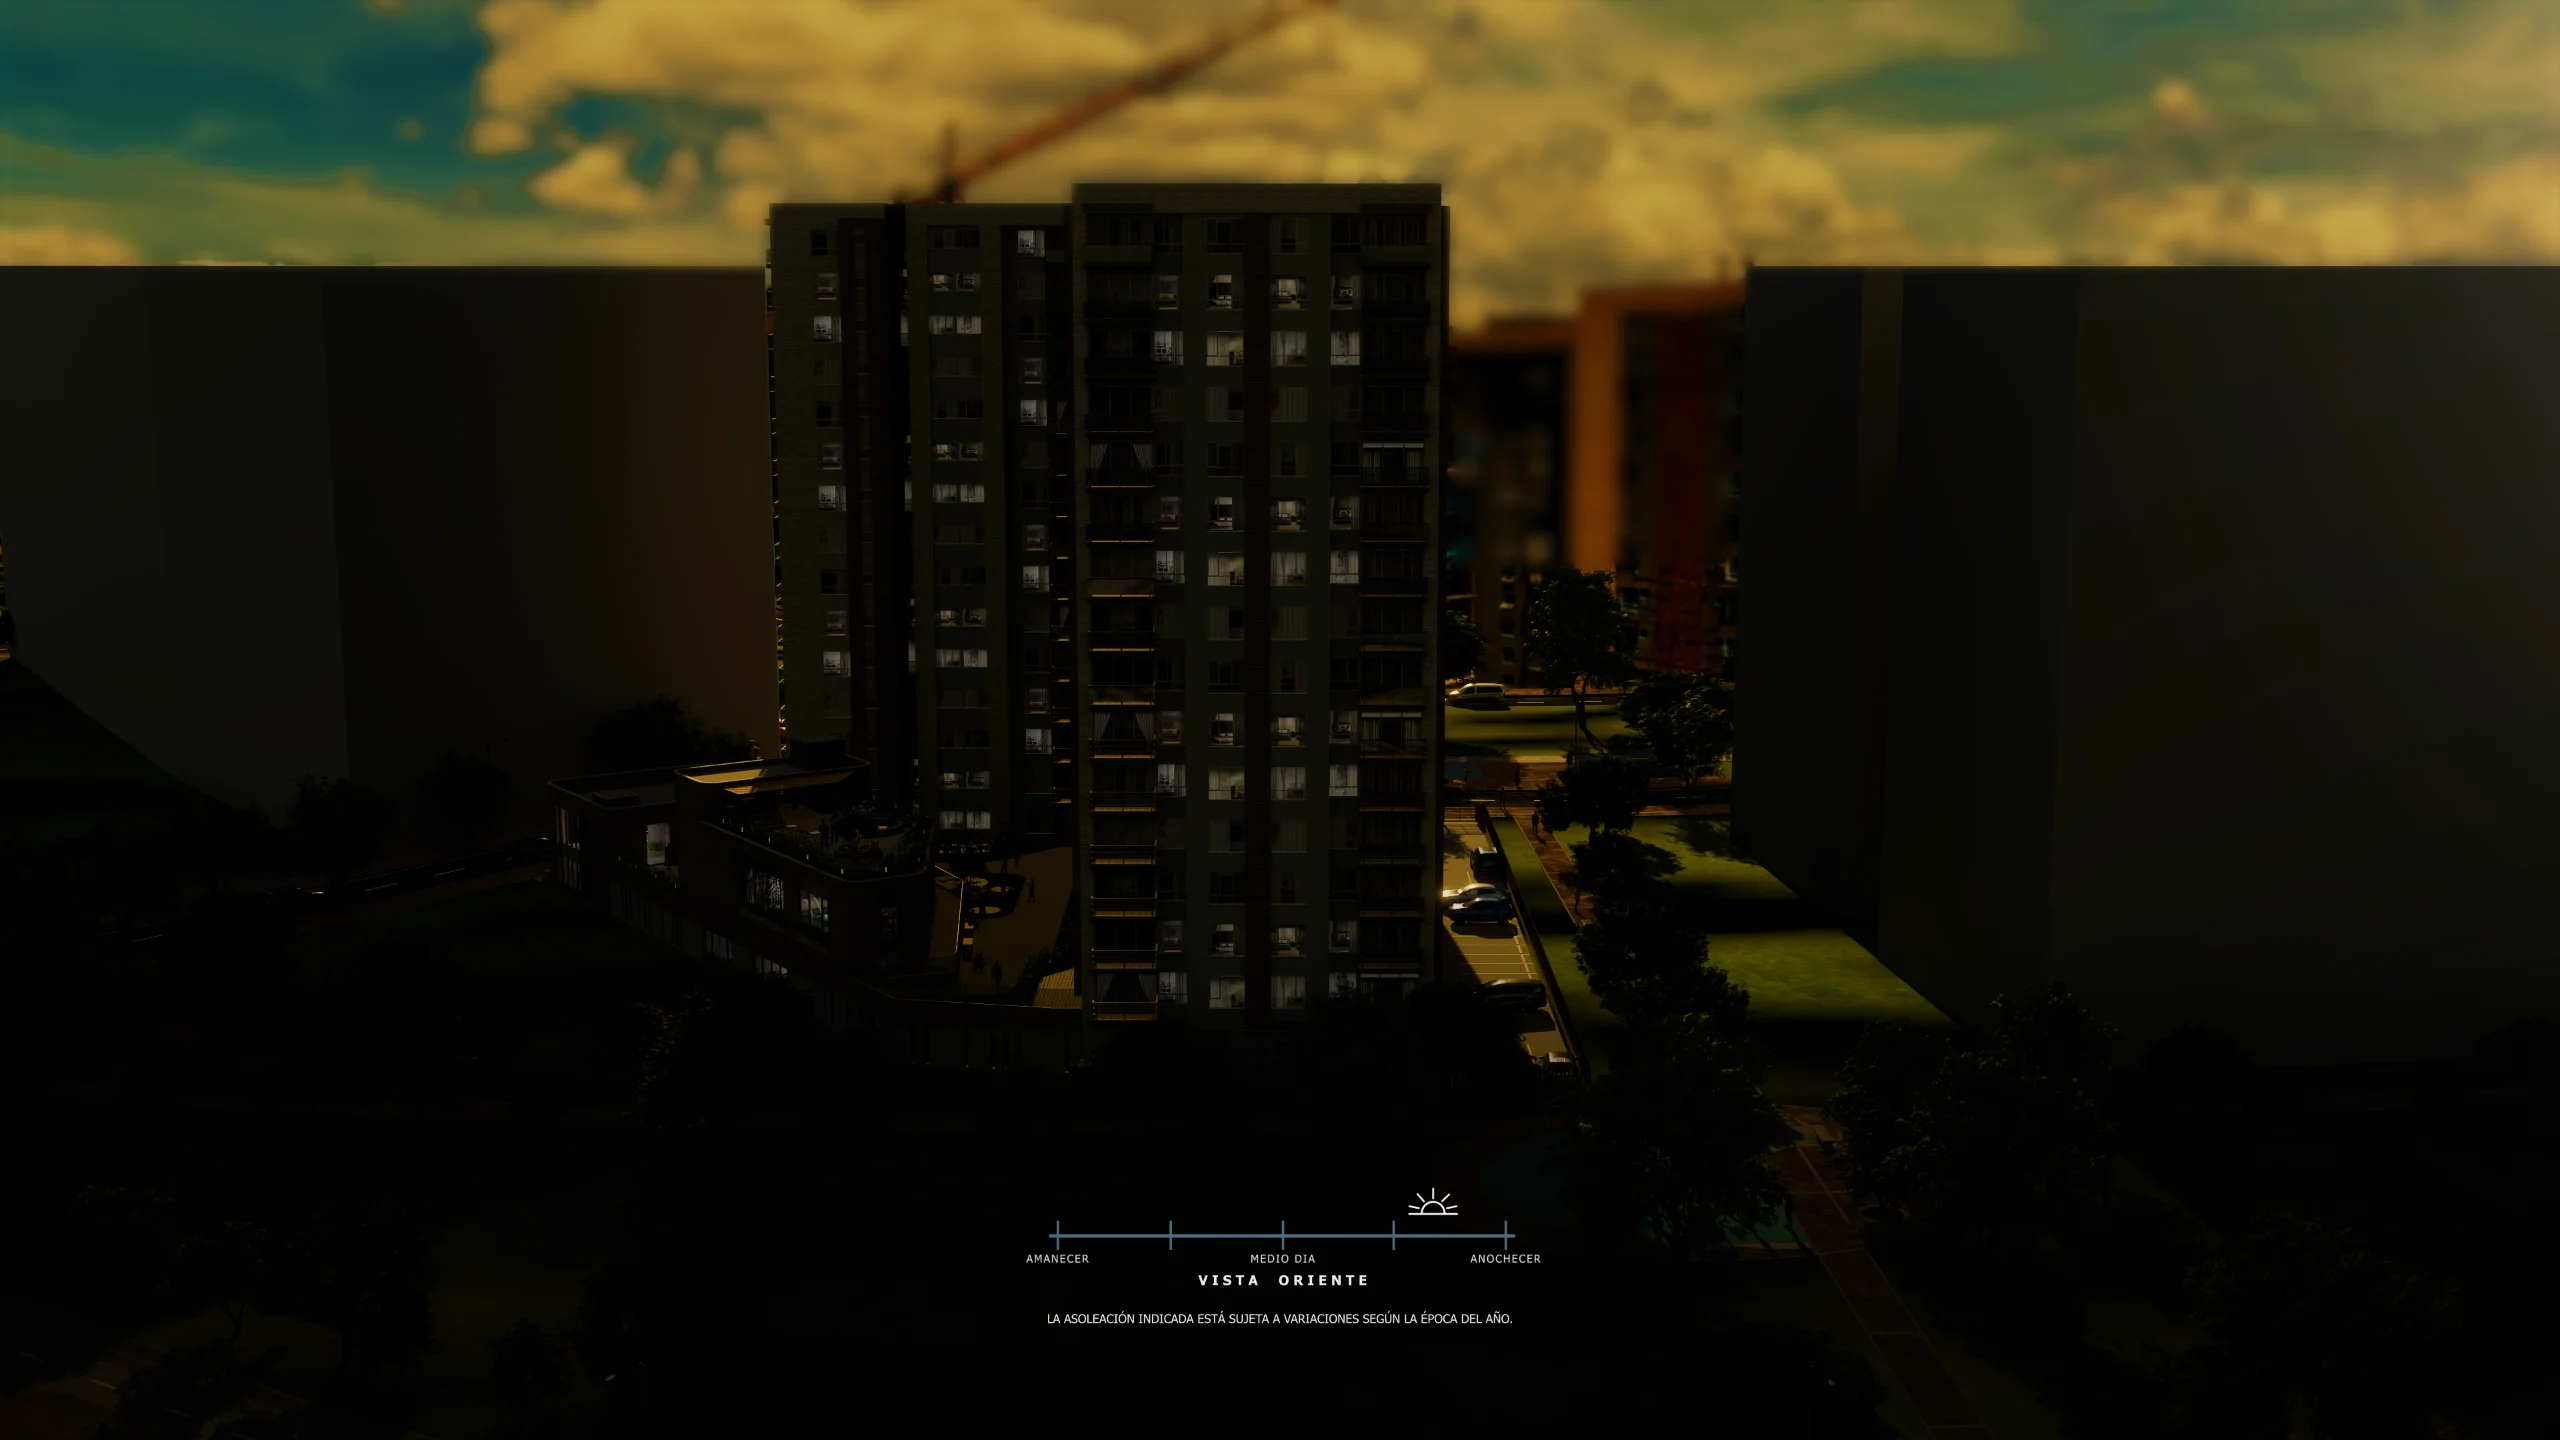 AMANECER MEDIO DIA ANOCHECER
VISTA ORIENTE
LA ASOLEACIÓN INDICADA ESTÁ SUJETA A VARIACIONES SEGÚN LA ÉPOCA DEL AÑO.